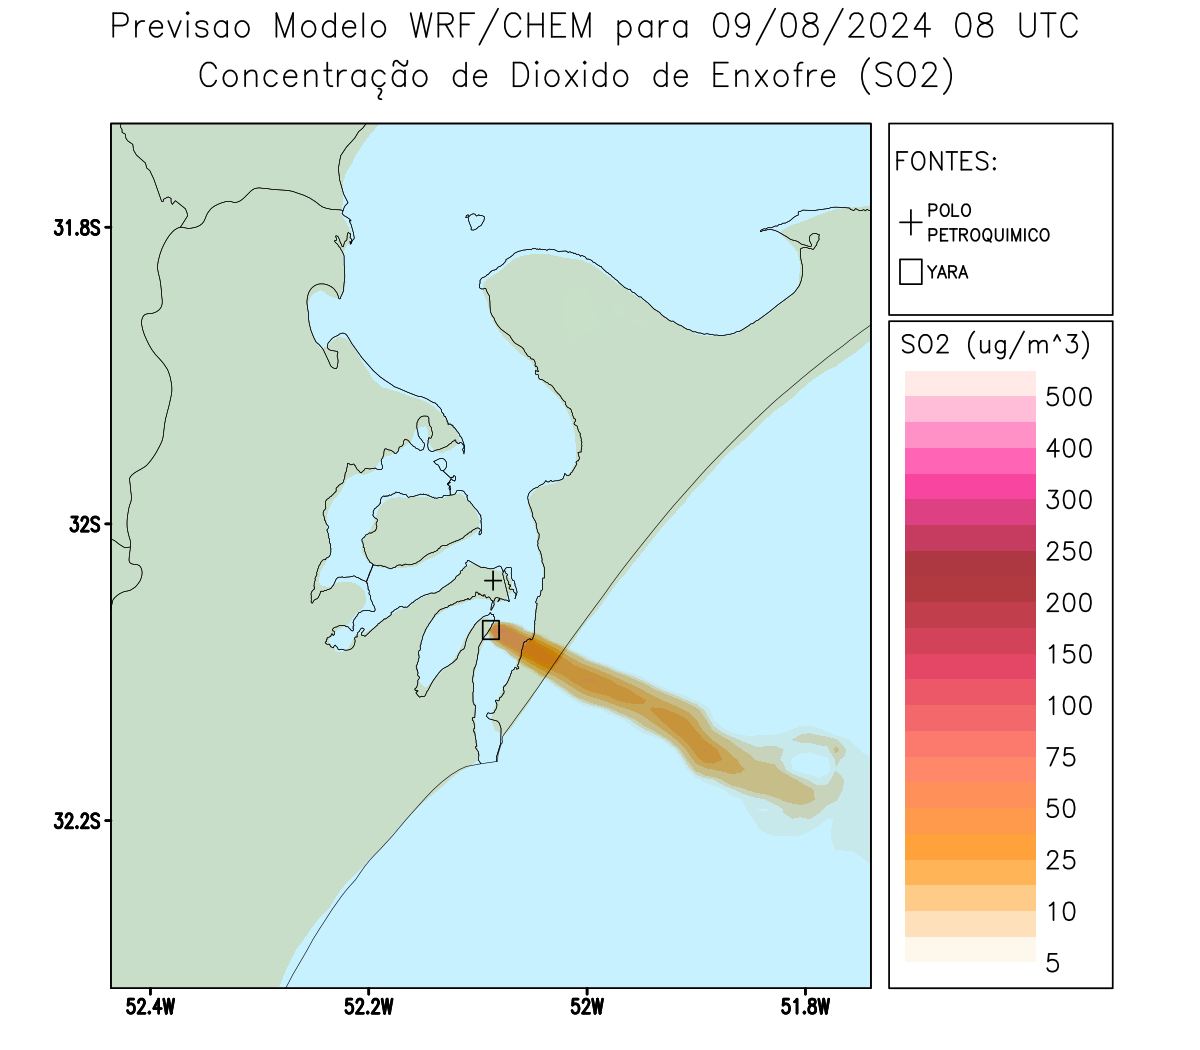 Previsao Modelo WRF/CHEM para 09/08/2024 08 UTC
Concentração de Dioxido de Enxofre (SO2)
FONTES:
POLO
PETROQUIMICO
YARA
SO2 (ug/m^3)
500
400
300
250
200
150
100
75
50
25
10
5
31.8S
32S
32.2S
52.4W
52.2W
52W
51.8W